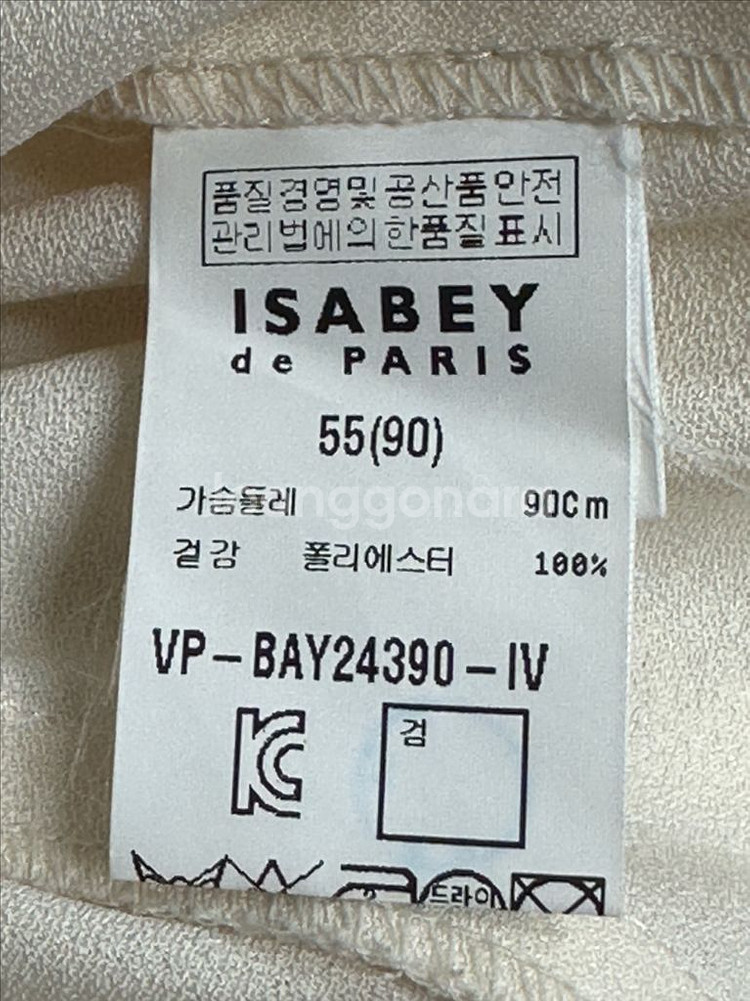 품질경영및공산품안전
관리법에의한품질표시
ISABEY
de PARIS
55(90)
가슴둘레 90Cm
겉감 폴리에스터 100%
VP-BAY24390-IV
KC
검
드라이